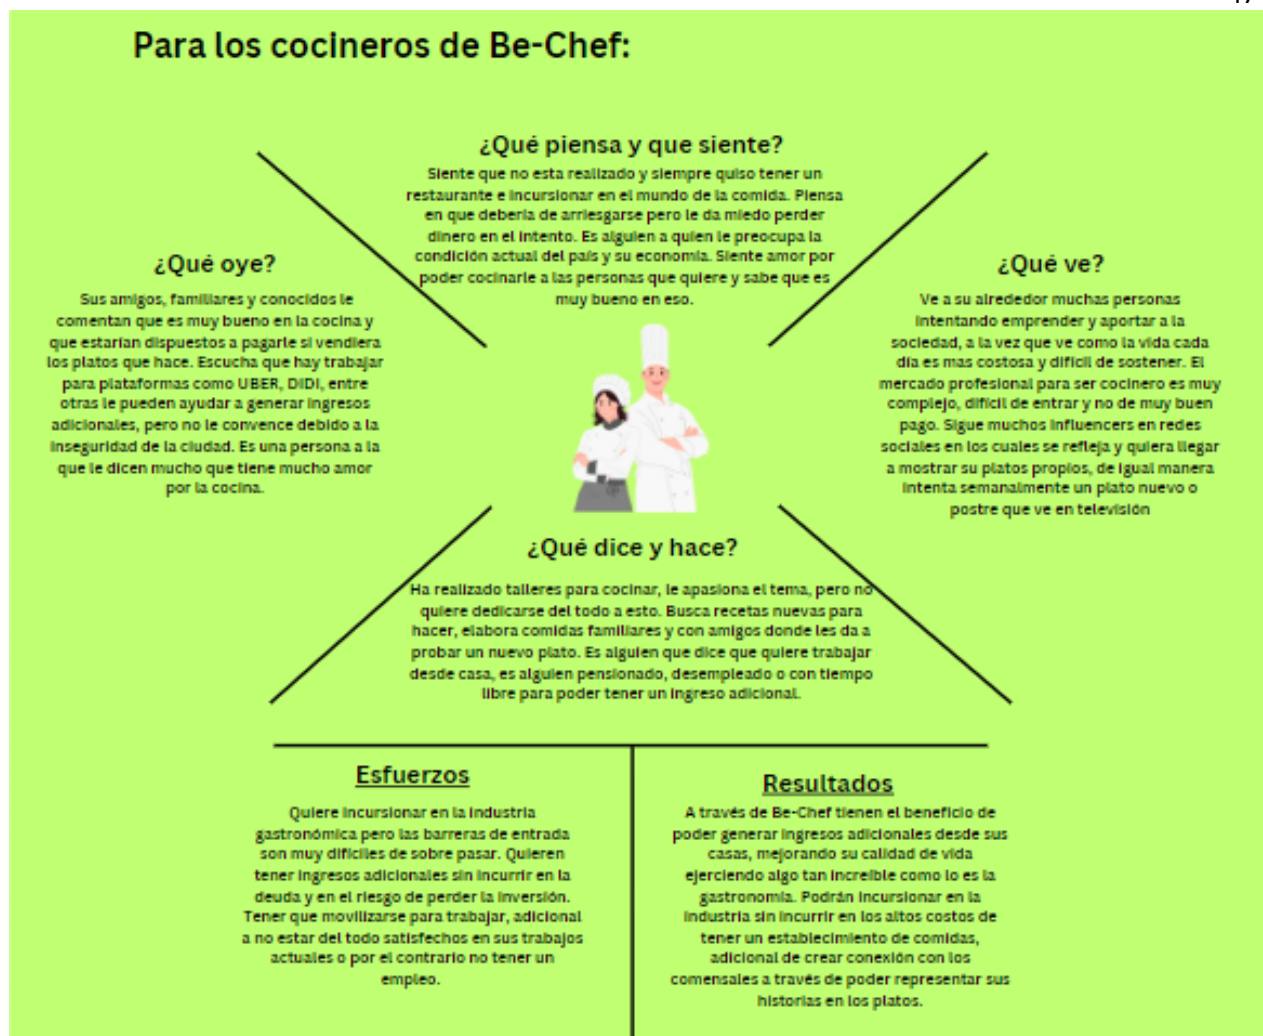 Para los cocineros de Be-Chef:
¿Qué piensa y que siente?
Siente que no esta realizado y siempre quiso tener un
restaurante e incursionar en el mundo de la comida. Piensa
en que debería de arriesgarse pero le da miedo perder
dinero en el intento. Es alguien a quien le preocupa la
condición actual del país y su economía. Siente amor por
poder cocinarle a las personas que quiere y sabe que es
muy bueno en eso.
¿Qué oye?
Sus amigos, familiares y conocidos le
comentan que es muy bueno en la cocina y
que estarían dispuestos a pagarle si vendiera
los platos que hace. Escucha que hay trabajar
para plataformas como UBER, DIDI, entre
otras le pueden ayudar a generar ingresos
adicionales, pero no le convence debido a la
inseguridad de la ciudad. Es una persona a la
que le dicen mucho que tiene mucho amor
por la cocina.
¿Qué ve?
Ve a su alrededor muchas personas
intentando emprender y aportar a la
sociedad, a la vez que ve como la vida cada
día es mas costosa y difícil de sostener. El
mercado profesional para ser cocinero es muy
complejo, difícil de entrar y no de muy buen
pago. Sigue muchos influencers en redes
sociales en los cuales se refleja y quiera llegar
a mostrar su platos propios, de igual manera
intenta semanalmente un plato nuevo o
postre que ve en televisión
¿Qué dice y hace?
Ha realizado talleres para cocinar, le apasiona el tema, pero no
quiere dedicarse del todo a esto. Busca recetas nuevas para
hacer, elabora comidas familiares y con amigos donde les da a
probar un nuevo plato. Es alguien que dice que quiere trabajar
desde casa, es alguien pensionado, desempleado o con tiempo
libre para poder tener un ingreso adicional.
Esfuerzos
Quiere incursionar en la industria
gastronómica pero las barreras de entrada
son muy difíciles de sobre pasar. Quieren
tener ingresos adicionales sin incurrir en la
deuda y en el riesgo de perder la inversión.
Tener que movilizarse para trabajar, adicional
a no estar del todo satisfechos en sus trabajos
actuales o por el contrario no tener un
empleo.
Resultados
A través de Be-Chef tienen el beneficio de
poder generar ingresos adicionales desde sus
casas, mejorando su calidad de vida
ejerciendo algo tan increíble como lo es la
gastronomía. Podrán incursionar en la
industria sin incurrir en los altos costos de
tener un establecimiento de comidas,
adicional de crear conexión con los
comensales a través de poder representar sus
historias en los platos.